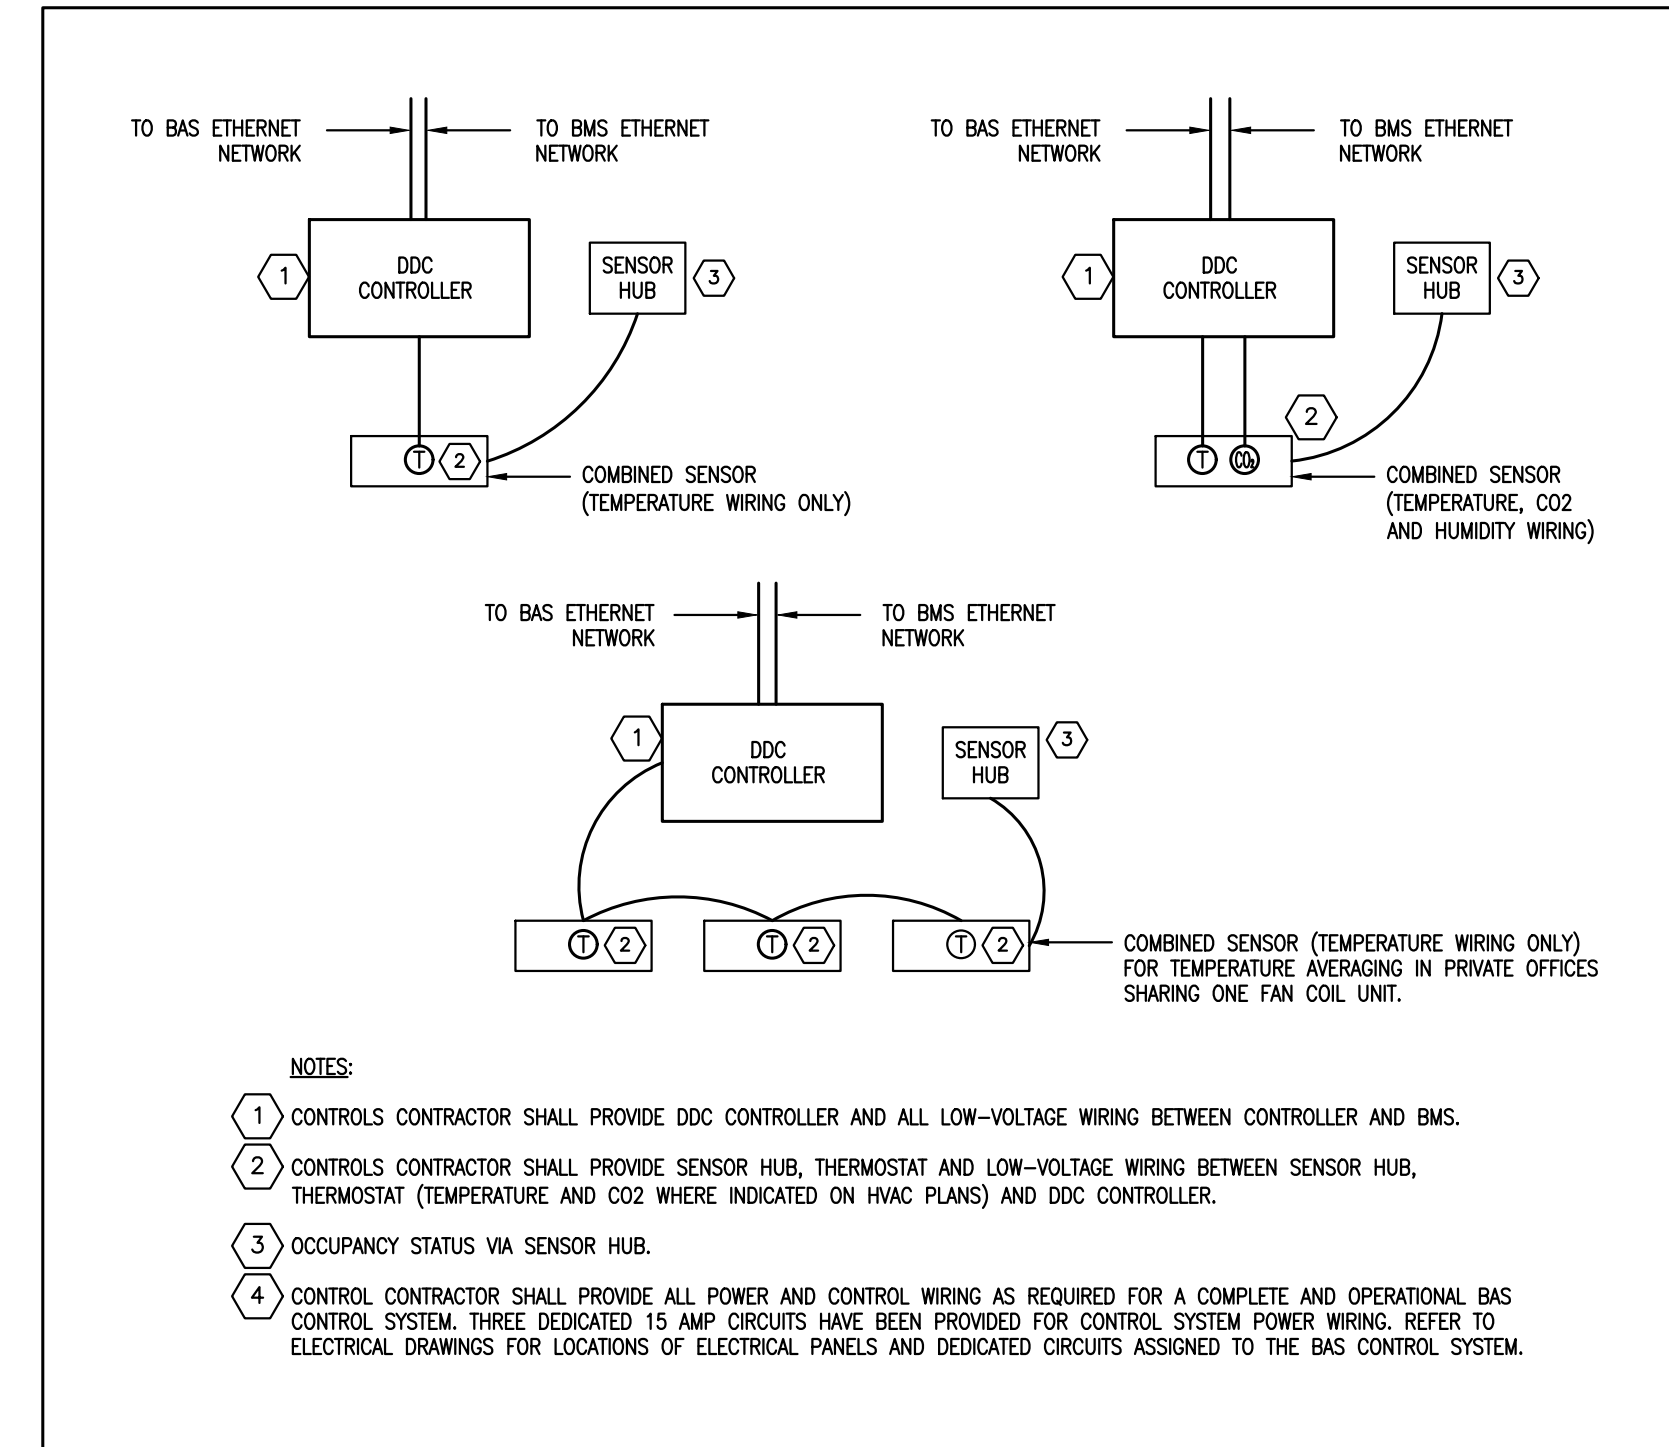 TO BAS ETHERNET
NETWORK
TO BMS ETHERNET
NETWORK
1
DDC
CONTROLLER
SENSOR
HUB
3
T
2
COMBINED SENSOR
(TEMPERATURE WIRING ONLY)
TO BAS ETHERNET
NETWORK
TO BMS ETHERNET
NETWORK
1
DDC
CONTROLLER
SENSOR
HUB
3
2
T
CO₂
COMBINED SENSOR
(TEMPERATURE, CO2
AND HUMIDITY WIRING)
TO BAS ETHERNET
NETWORK
TO BMS ETHERNET
NETWORK
1
DDC
CONTROLLER
SENSOR
HUB
3
T 2
T 2
T 2
COMBINED SENSOR (TEMPERATURE WIRING ONLY)
FOR TEMPERATURE AVERAGING IN PRIVATE OFFICES
SHARING ONE FAN COIL UNIT.
NOTES:
1 CONTROLS CONTRACTOR SHALL PROVIDE DDC CONTROLLER AND ALL LOW-VOLTAGE WIRING BETWEEN CONTROLLER AND BMS.
2 CONTROLS CONTRACTOR SHALL PROVIDE SENSOR HUB, THERMOSTAT AND LOW-VOLTAGE WIRING BETWEEN SENSOR HUB,
THERMOSTAT (TEMPERATURE AND CO2 WHERE INDICATED ON HVAC PLANS) AND DDC CONTROLLER.
3 OCCUPANCY STATUS VIA SENSOR HUB.
4 CONTROL CONTRACTOR SHALL PROVIDE ALL POWER AND CONTROL WIRING AS REQUIRED FOR A COMPLETE AND OPERATIONAL BAS
CONTROL SYSTEM. THREE DEDICATED 15 AMP CIRCUITS HAVE BEEN PROVIDED FOR CONTROL SYSTEM POWER WIRING. REFER TO
ELECTRICAL DRAWINGS FOR LOCATIONS OF ELECTRICAL PANELS AND DEDICATED CIRCUITS ASSIGNED TO THE BAS CONTROL SYSTEM.